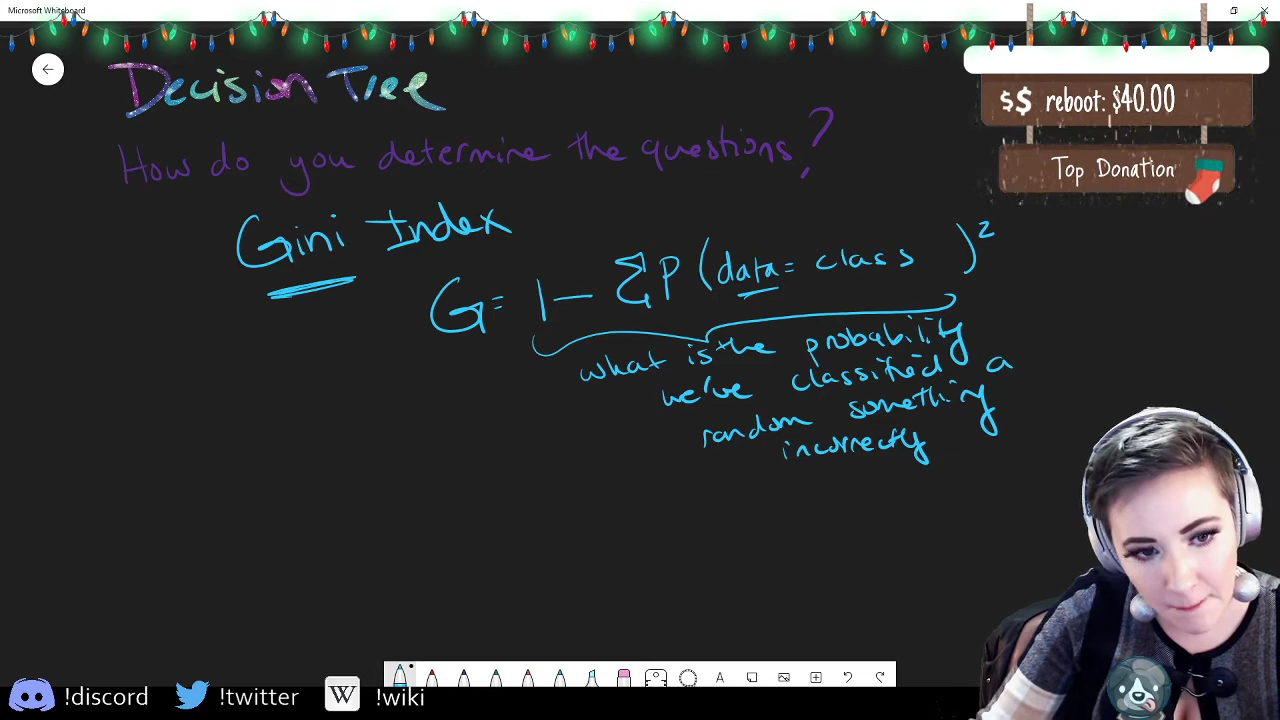 Microsoft Whiteboard
Decision Tree
$$ reboot: $40.00
How do you determine the questions?
Top Donation
Gini Index
G = 1 - Σ P (data = class )²
what is the probability
we've classified a
random something
incorrectly
A
!discord
!twitter
W !wiki